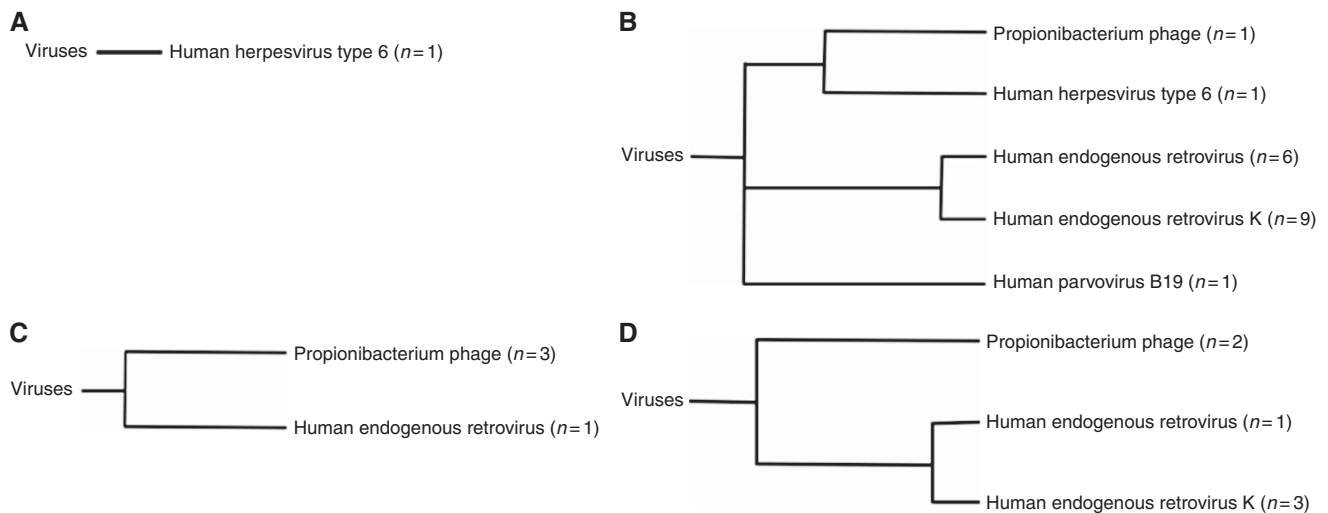 A
Viruses
Human herpesvirus type 6 (n=1)
B
Viruses
Propionibacterium phage (n=1)
Human herpesvirus type 6 (n=1)
Human endogenous retrovirus (n=6)
Human endogenous retrovirus K (n=9)
Human parvovirus B19 (n=1)
C
Viruses
Propionibacterium phage (n=3)
Human endogenous retrovirus (n=1)
D
Viruses
Propionibacterium phage (n=2)
Human endogenous retrovirus (n=1)
Human endogenous retrovirus K (n=3)